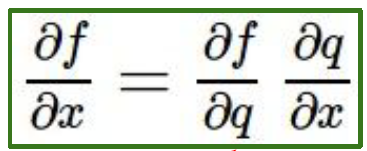 ∂f/∂x = ∂f/∂q ∂q/∂x